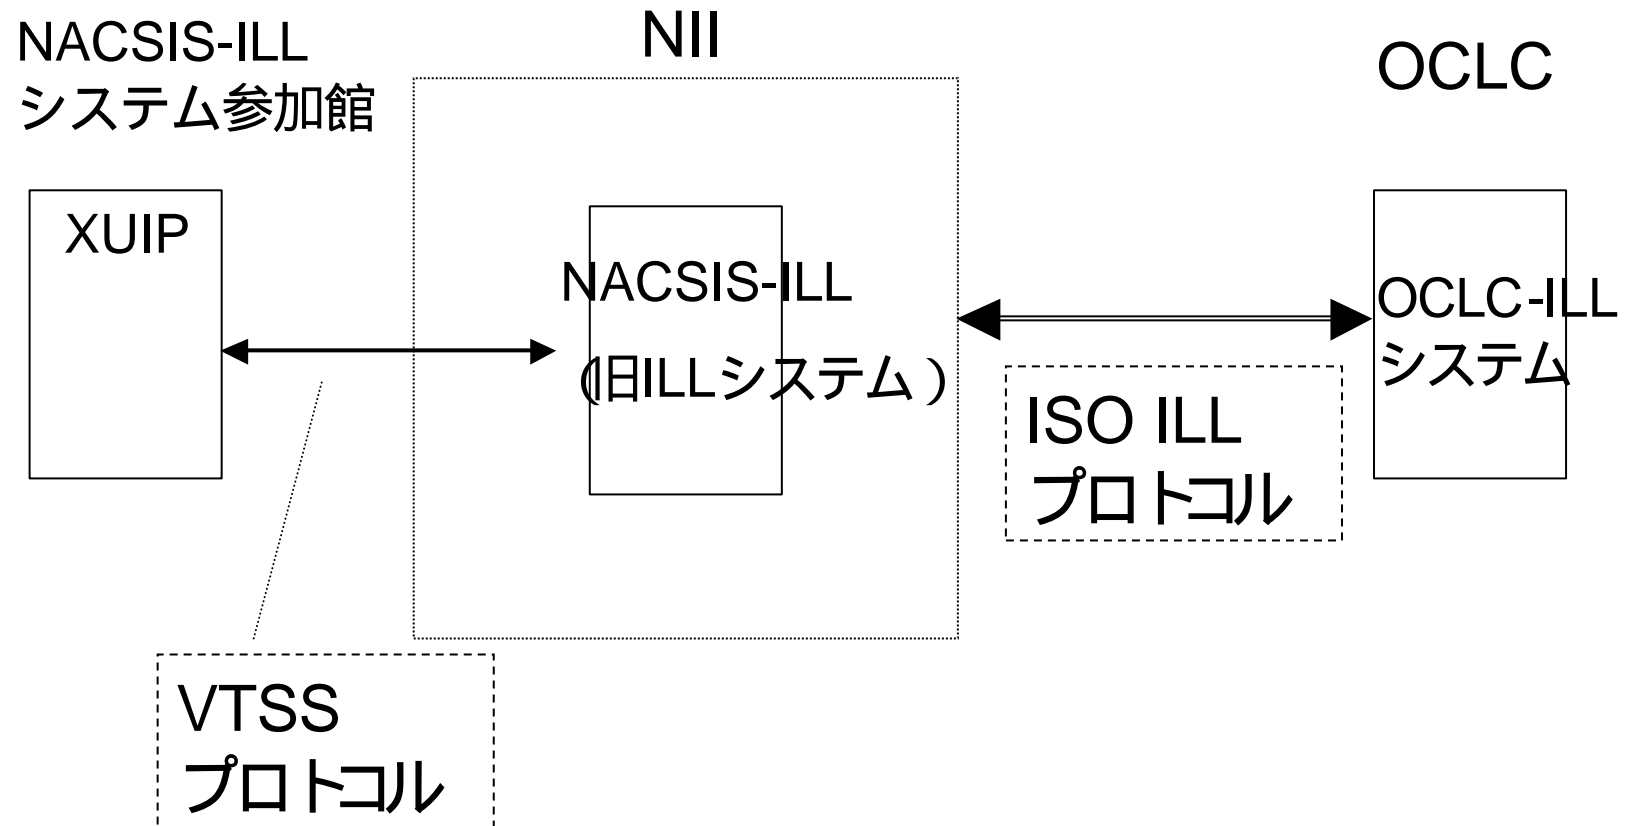 NACSIS-ILL
システム参加館
NII
OCLC
XUIP
NACSIS-ILL
(旧ILLシステム)
OCLC-ILL
システム
ISO ILL
プロトコル
VTSS
プロトコル